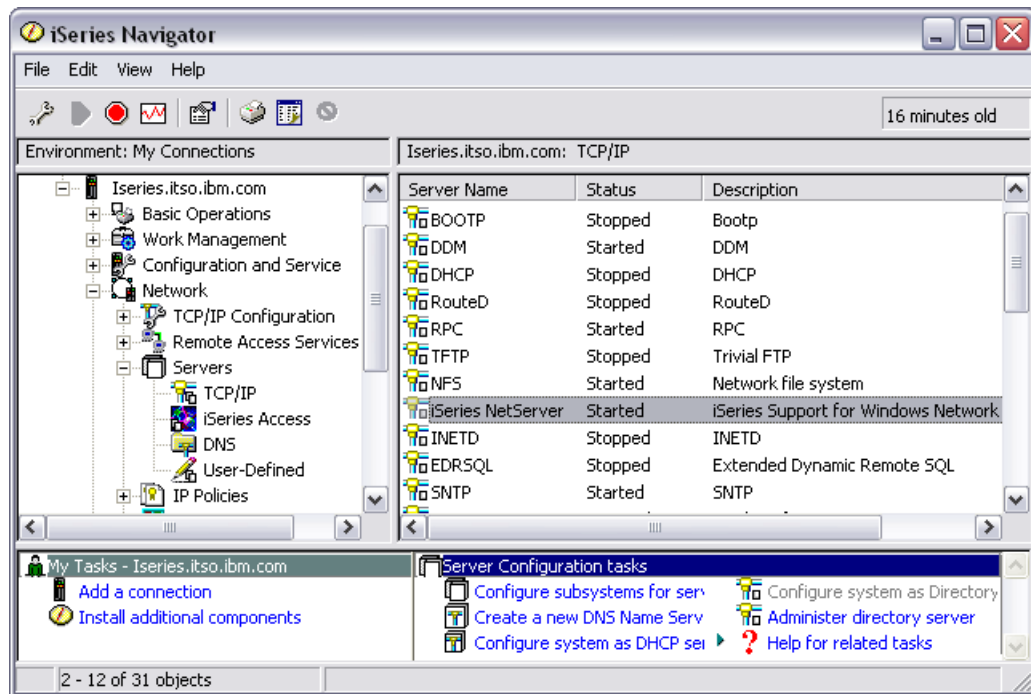 iSeries Navigator
File Edit View Help
16 minutes old
Environment: My Connections
Iseries.itso.ibm.com: TCP/IP
Iseries.itso.ibm.com
Basic Operations
Work Management
Configuration and Service
Network
TCP/IP Configuration
Remote Access Services
Servers
TCP/IP
iSeries Access
DNS
User-Defined
IP Policies
Server Name Status Description
BOOTP Stopped Bootp
DDM Started DDM
DHCP Stopped DHCP
RouteD Stopped RouteD
RPC Started RPC
TFTP Stopped Trivial FTP
NFS Started Network file system
iSeries NetServer Started iSeries Support for Windows Network
INETD Stopped INETD
EDRSQL Stopped Extended Dynamic Remote SQL
SNTP Started SNTP
My Tasks - Iseries.itso.ibm.com
Add a connection
Install additional components
Server Configuration tasks
Configure subsystems for serv
Create a new DNS Name Serv
Configure system as DHCP ser
Configure system as Directory
Administer directory server
Help for related tasks
2 - 12 of 31 objects